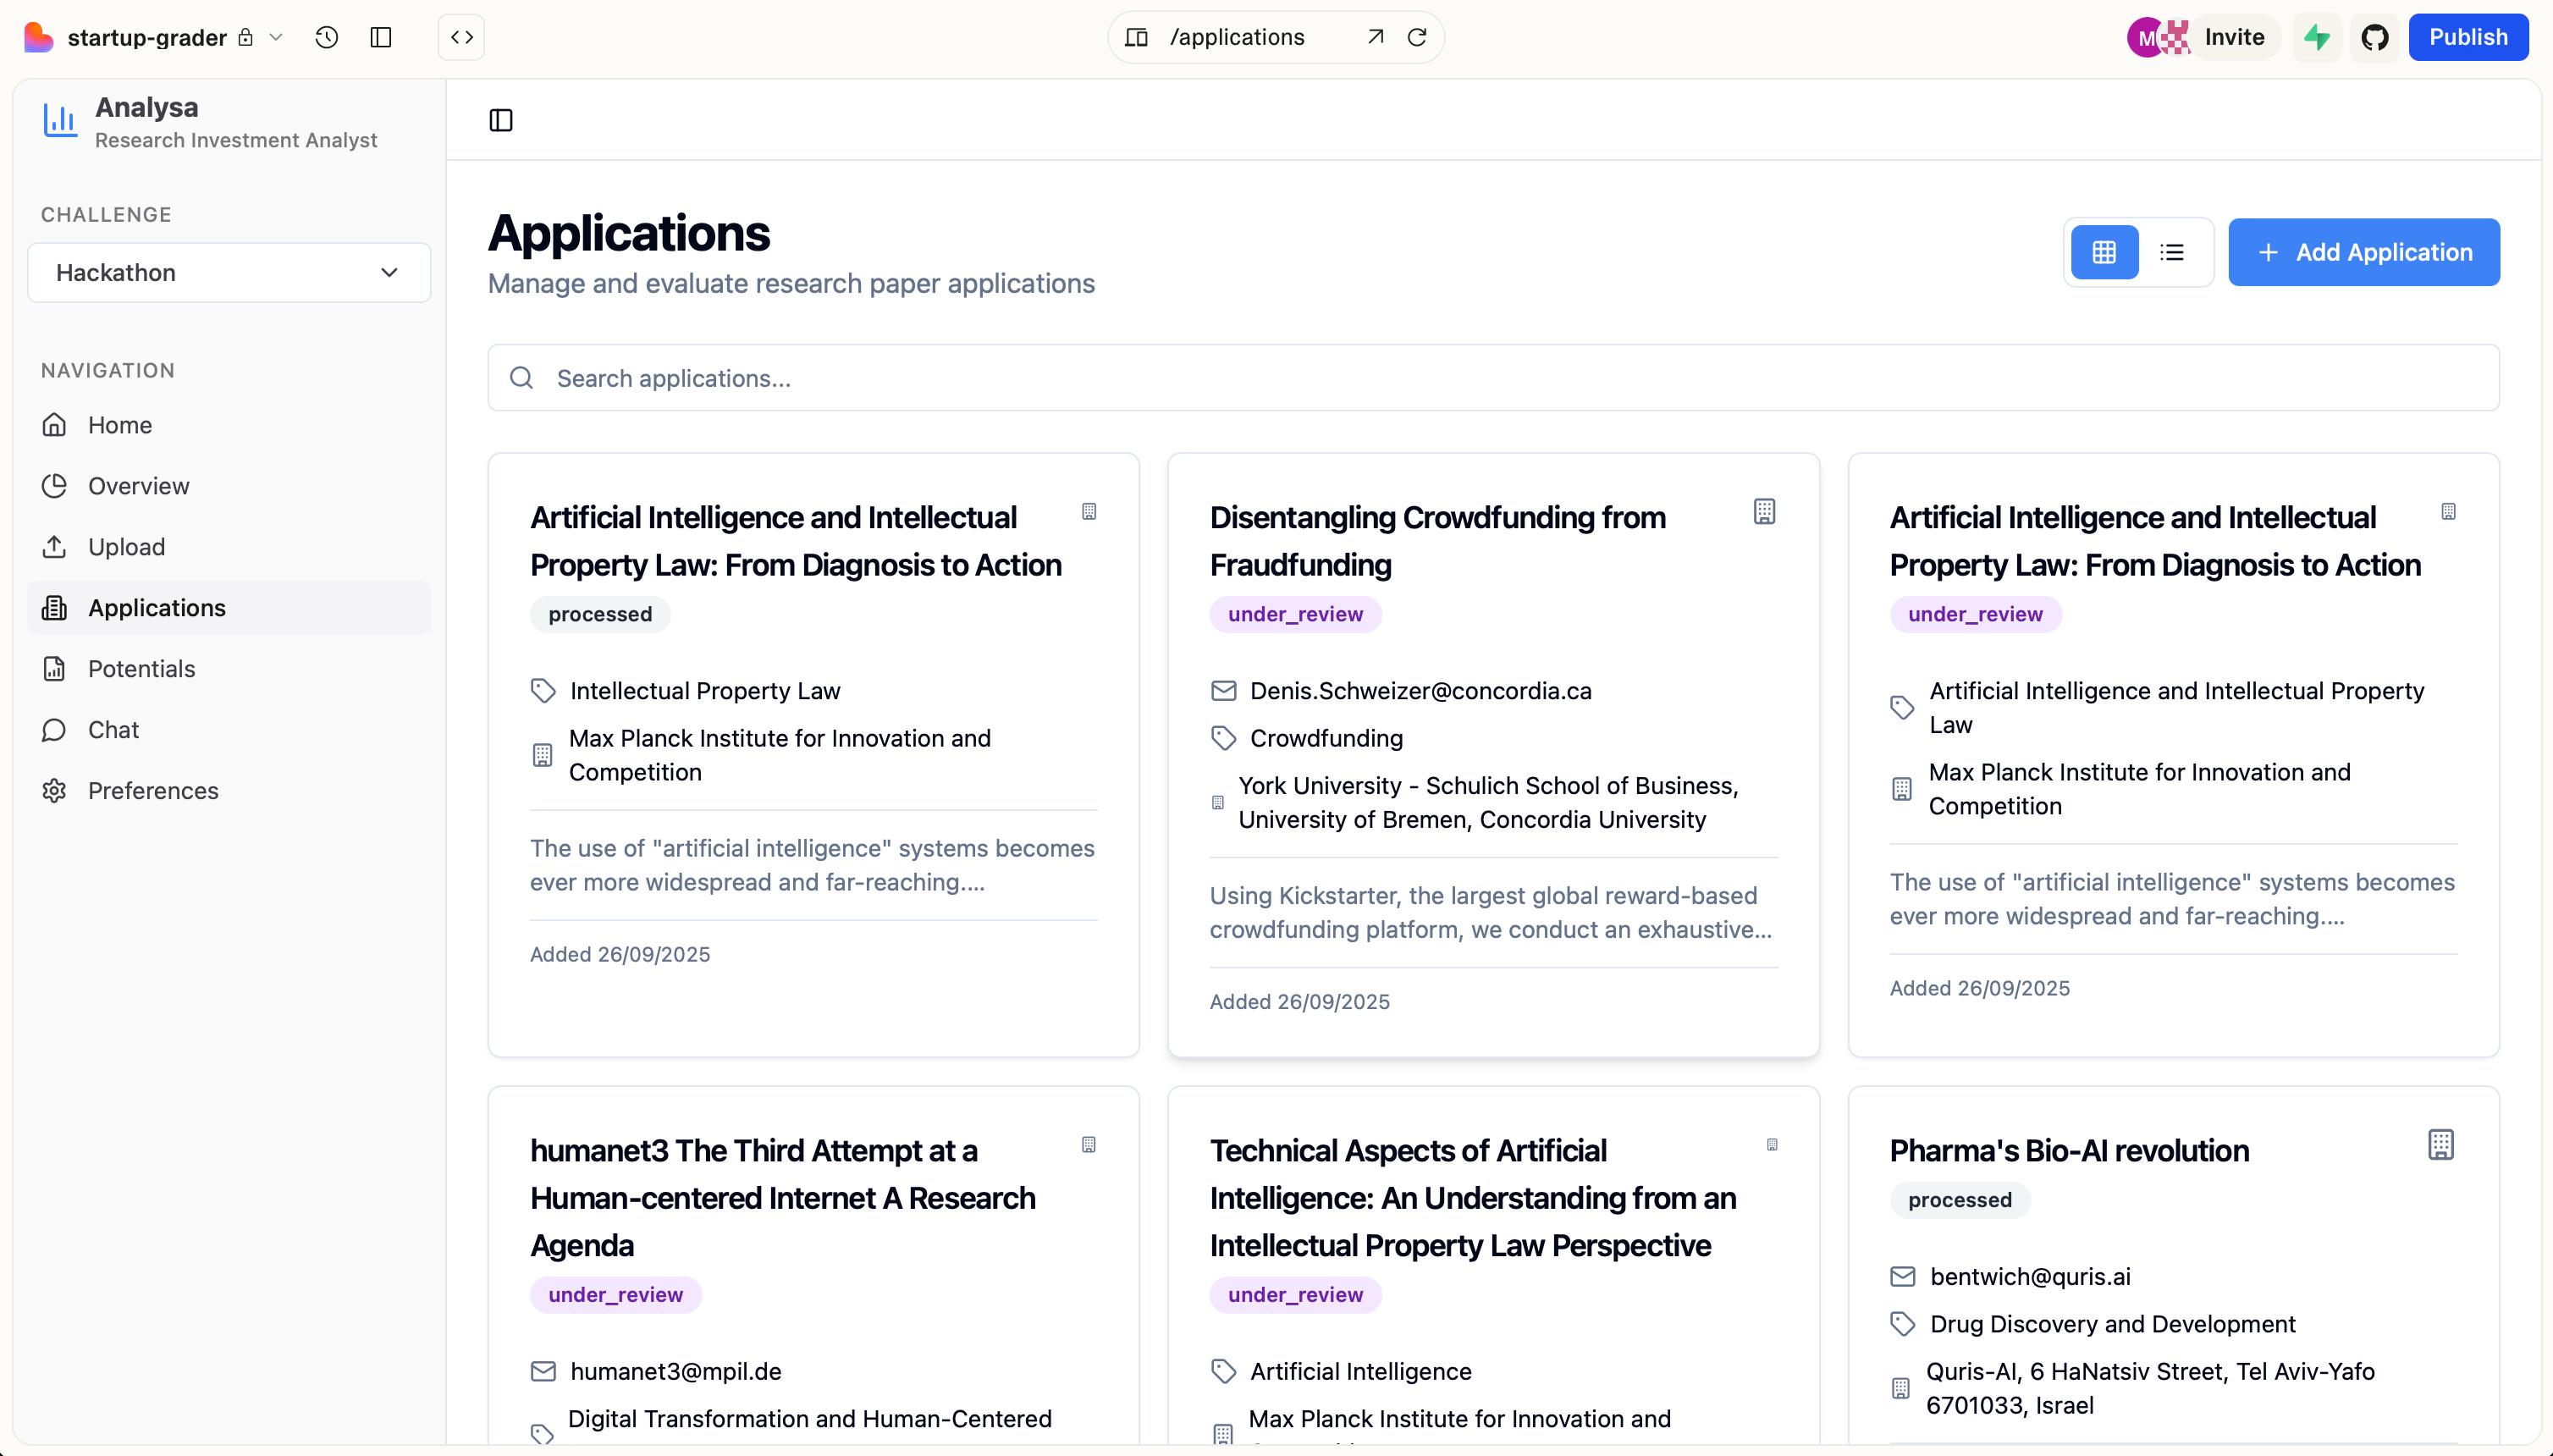 startup-grader
/applications
M
Invite
Publish
Analysa
Research Investment Analyst
CHALLENGE
Hackathon
NAVIGATION
Home
Overview
Upload
Applications
Potentials
Chat
Preferences
Applications
Manage and evaluate research paper applications
Add Application
Search applications...
Artificial Intelligence and Intellectual
Property Law: From Diagnosis to Action
processed
Intellectual Property Law
Max Planck Institute for Innovation and
Competition
The use of "artificial intelligence" systems becomes
ever more widespread and far-reaching....
Added 26/09/2025
Disentangling Crowdfunding from
Fraudfunding
under_review
Denis.Schweizer@concordia.ca
Crowdfunding
York University - Schulich School of Business,
University of Bremen, Concordia University
Using Kickstarter, the largest global reward-based
crowdfunding platform, we conduct an exhaustive...
Added 26/09/2025
Artificial Intelligence and Intellectual
Property Law: From Diagnosis to Action
under_review
Artificial Intelligence and Intellectual Property
Law
Max Planck Institute for Innovation and
Competition
The use of "artificial intelligence" systems becomes
ever more widespread and far-reaching....
Added 26/09/2025
humanet3 The Third Attempt at a
Human-centered Internet A Research
Agenda
under_review
humanet3@mpil.de
Digital Transformation and Human-Centered
Technical Aspects of Artificial
Intelligence: An Understanding from an
Intellectual Property Law Perspective
under_review
Artificial Intelligence
Max Planck Institute for Innovation and
Pharma's Bio-AI revolution
processed
bentwich@quris.ai
Drug Discovery and Development
Quris-AI, 6 HaNatsiv Street, Tel Aviv-Yafo
6701033, Israel